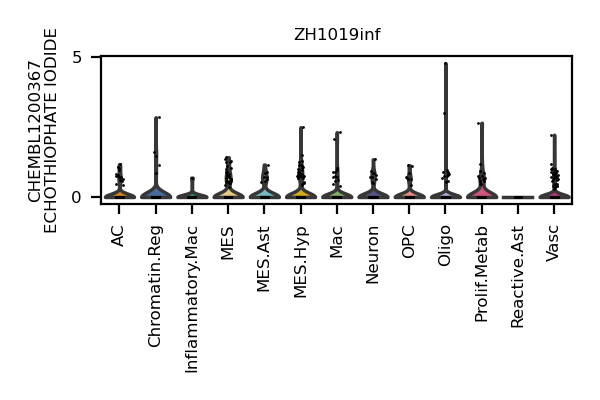 ZH1019inf
CHEMBL1200367
ECHOTHIOPHATE IODIDE
5
0
AC
Chromatin.Reg
Inflammatory.Mac
MES
MES.Ast
MES.Hyp
Mac
Neuron
OPC
Oligo
Prolif.Metab
Reactive.Ast
Vasc